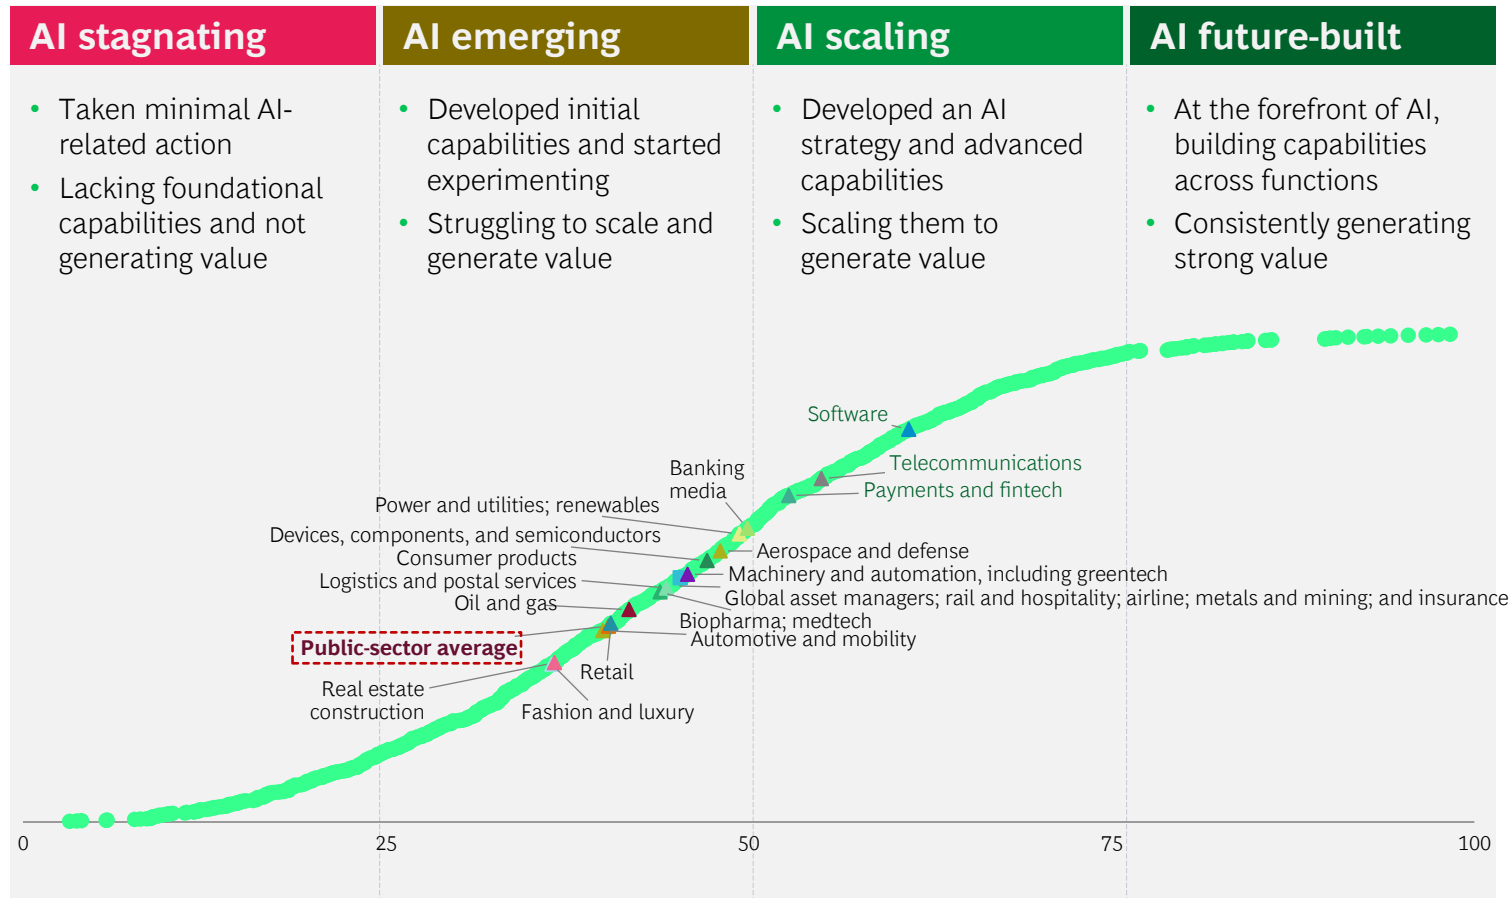 AI stagnating
AI emerging
AI scaling
AI future-built
• Taken minimal AI-
related action
• Lacking foundational
capabilities and not
generating value
• Developed initial
capabilities and started
experimenting
• Struggling to scale and
generate value
• Developed an AI
strategy and advanced
capabilities
• Scaling them to
generate value
• At the forefront of AI,
building capabilities
across functions
• Consistently generating
strong value
Software
Telecommunications
Payments and fintech
Banking
media
Power and utilities; renewables
Devices, components, and semiconductors
Consumer products
Logistics and postal services
Oil and gas
Public-sector average
Real estate
construction
Aerospace and defense
Machinery and automation, including greentech
Global asset managers; rail and hospitality; airline; metals and mining; and insurance
Biopharma; medtech
Automotive and mobility
Retail
Fashion and luxury
0
25
50
75
100